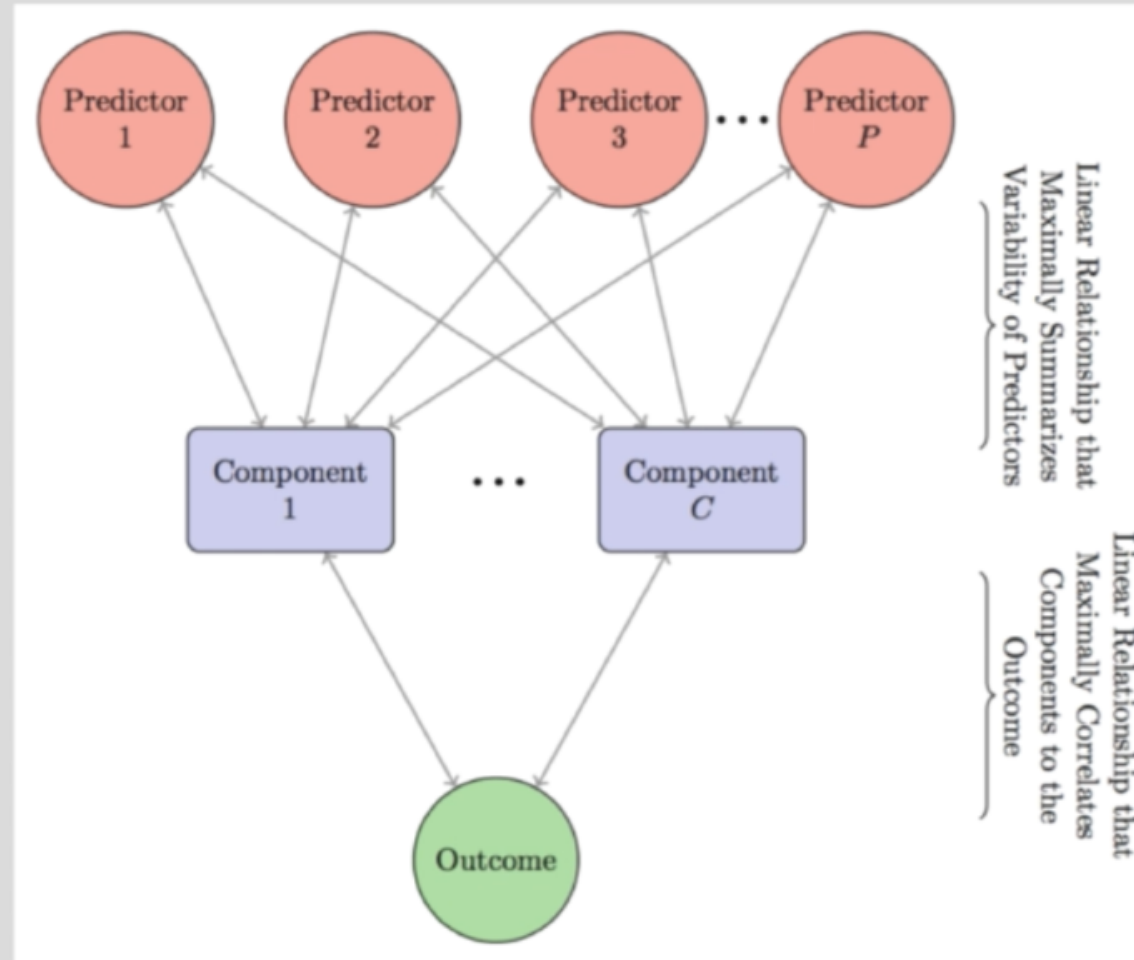 Predictor
1
Predictor
2
Predictor
3
...
Predictor
P
Linear Relationship that
Maximally Summarizes
Variability of Predictors
Component
1
...
Component
C
Linear Relationship that
Maximally Correlates
Components to the
Outcome
Outcome